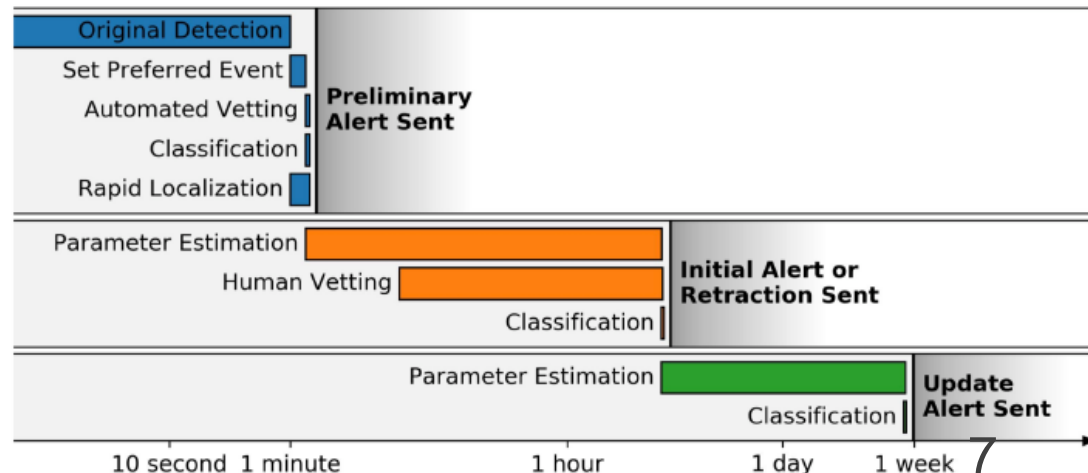 Original Detection
Set Preferred Event
Automated Vetting
Classification
Rapid Localization
Preliminary
Alert Sent
Parameter Estimation
Human Vetting
Classification
Initial Alert or
Retraction Sent
Parameter Estimation
Classification
Update
Alert Sent
10 second 1 minute 1 hour 1 day 1 week
7